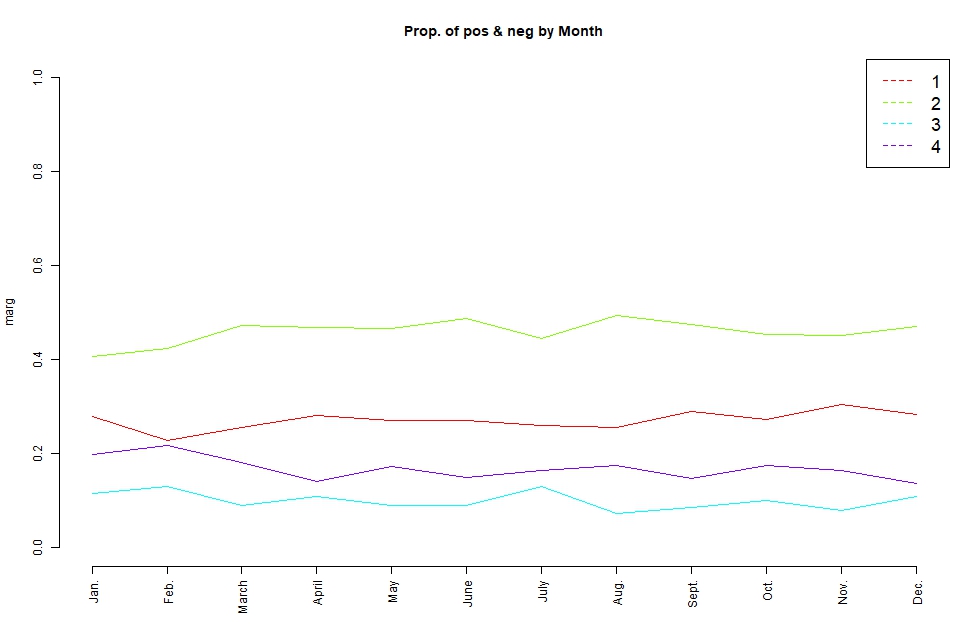 Prop. of pos & neg by Month
1
2
3
4
1.0
0.8
0.6
0.4
0.2
0.0
marg
Jan.
Feb.
March
April
May
June
July
Aug.
Sept.
Oct.
Nov.
Dec.